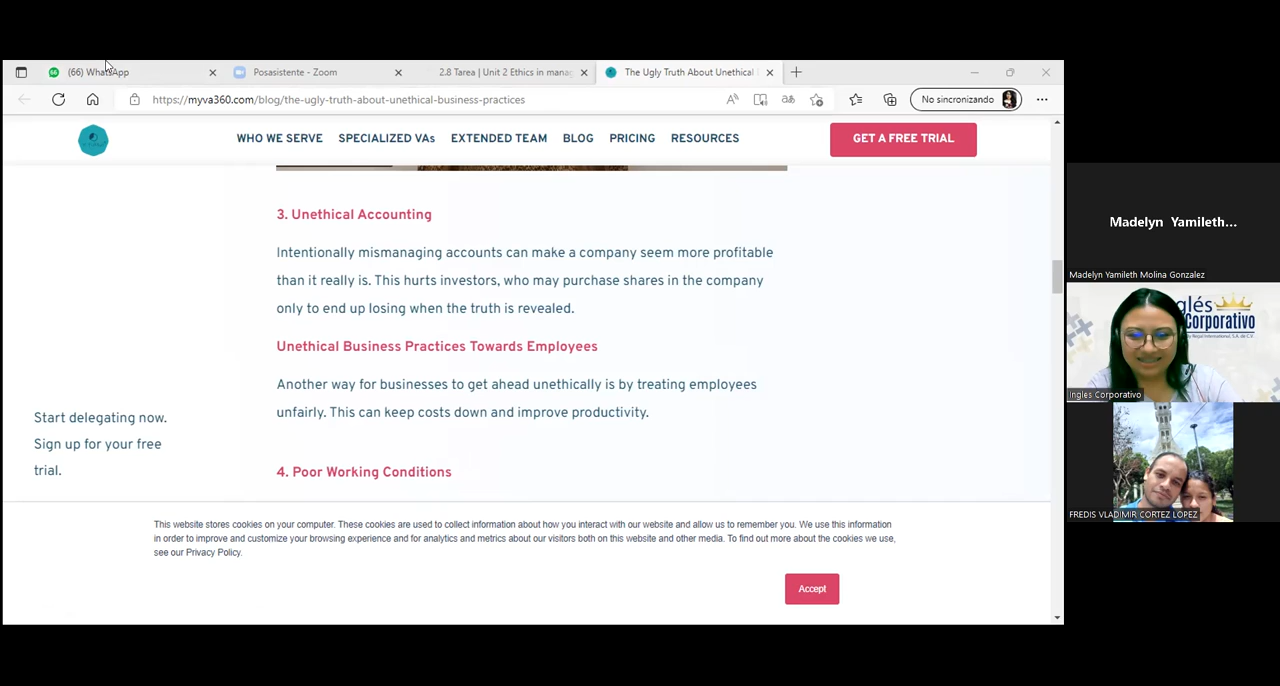 (66) WhatsApp
Posasistente - Zoom
2.8 Tarea | Unit 2 Ethics in manag
The Ugly Truth About Unethical
https://myva360.com/blog/the-ugly-truth-about-unethical-business-practices
No sincronizando
WHO WE SERVE SPECIALIZED VAs EXTENDED TEAM BLOG PRICING RESOURCES
GET A FREE TRIAL
3. Unethical Accounting
Intentionally mismanaging accounts can make a company seem more profitable
than it really is. This hurts investors, who may purchase shares in the company
only to end up losing when the truth is revealed.
Unethical Business Practices Towards Employees
Another way for businesses to get ahead unethically is by treating employees
unfairly. This can keep costs down and improve productivity.
4. Poor Working Conditions
Start delegating now.
Sign up for your free
trial.
This website stores cookies on your computer. These cookies are used to collect information about how you interact with our website and allow us to remember you. We use this information
in order to improve and customize your browsing experience and for analytics and metrics about our visitors both on this website and other media. To find out more about the cookies we use,
see our Privacy Policy.
Accept
Madelyn Yamileth...
Madelyn Yamileth Molina Gonzalez
glés
Corporativo
Ingles Corporativo
FREDIS VLADIMIR CORTEZ LOPEZ